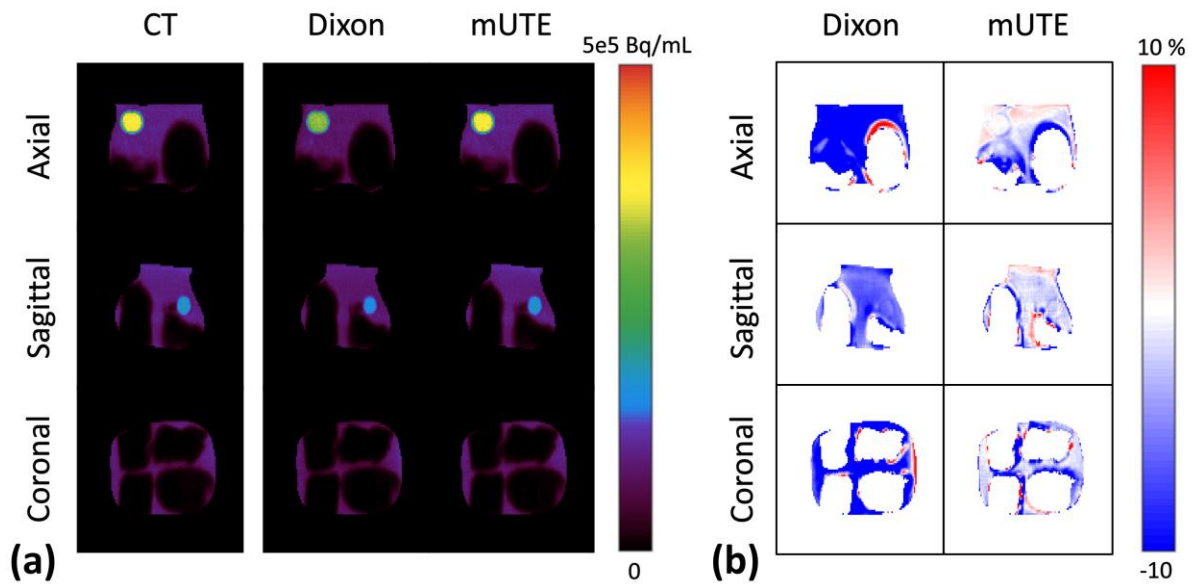 CT Dixon mUTE
5e5 Bq/mL
Axial
Sagittal
Coronal
0
(a)
Dixon mUTE
10 %
Axial
Sagittal
Coronal
-10
(b)